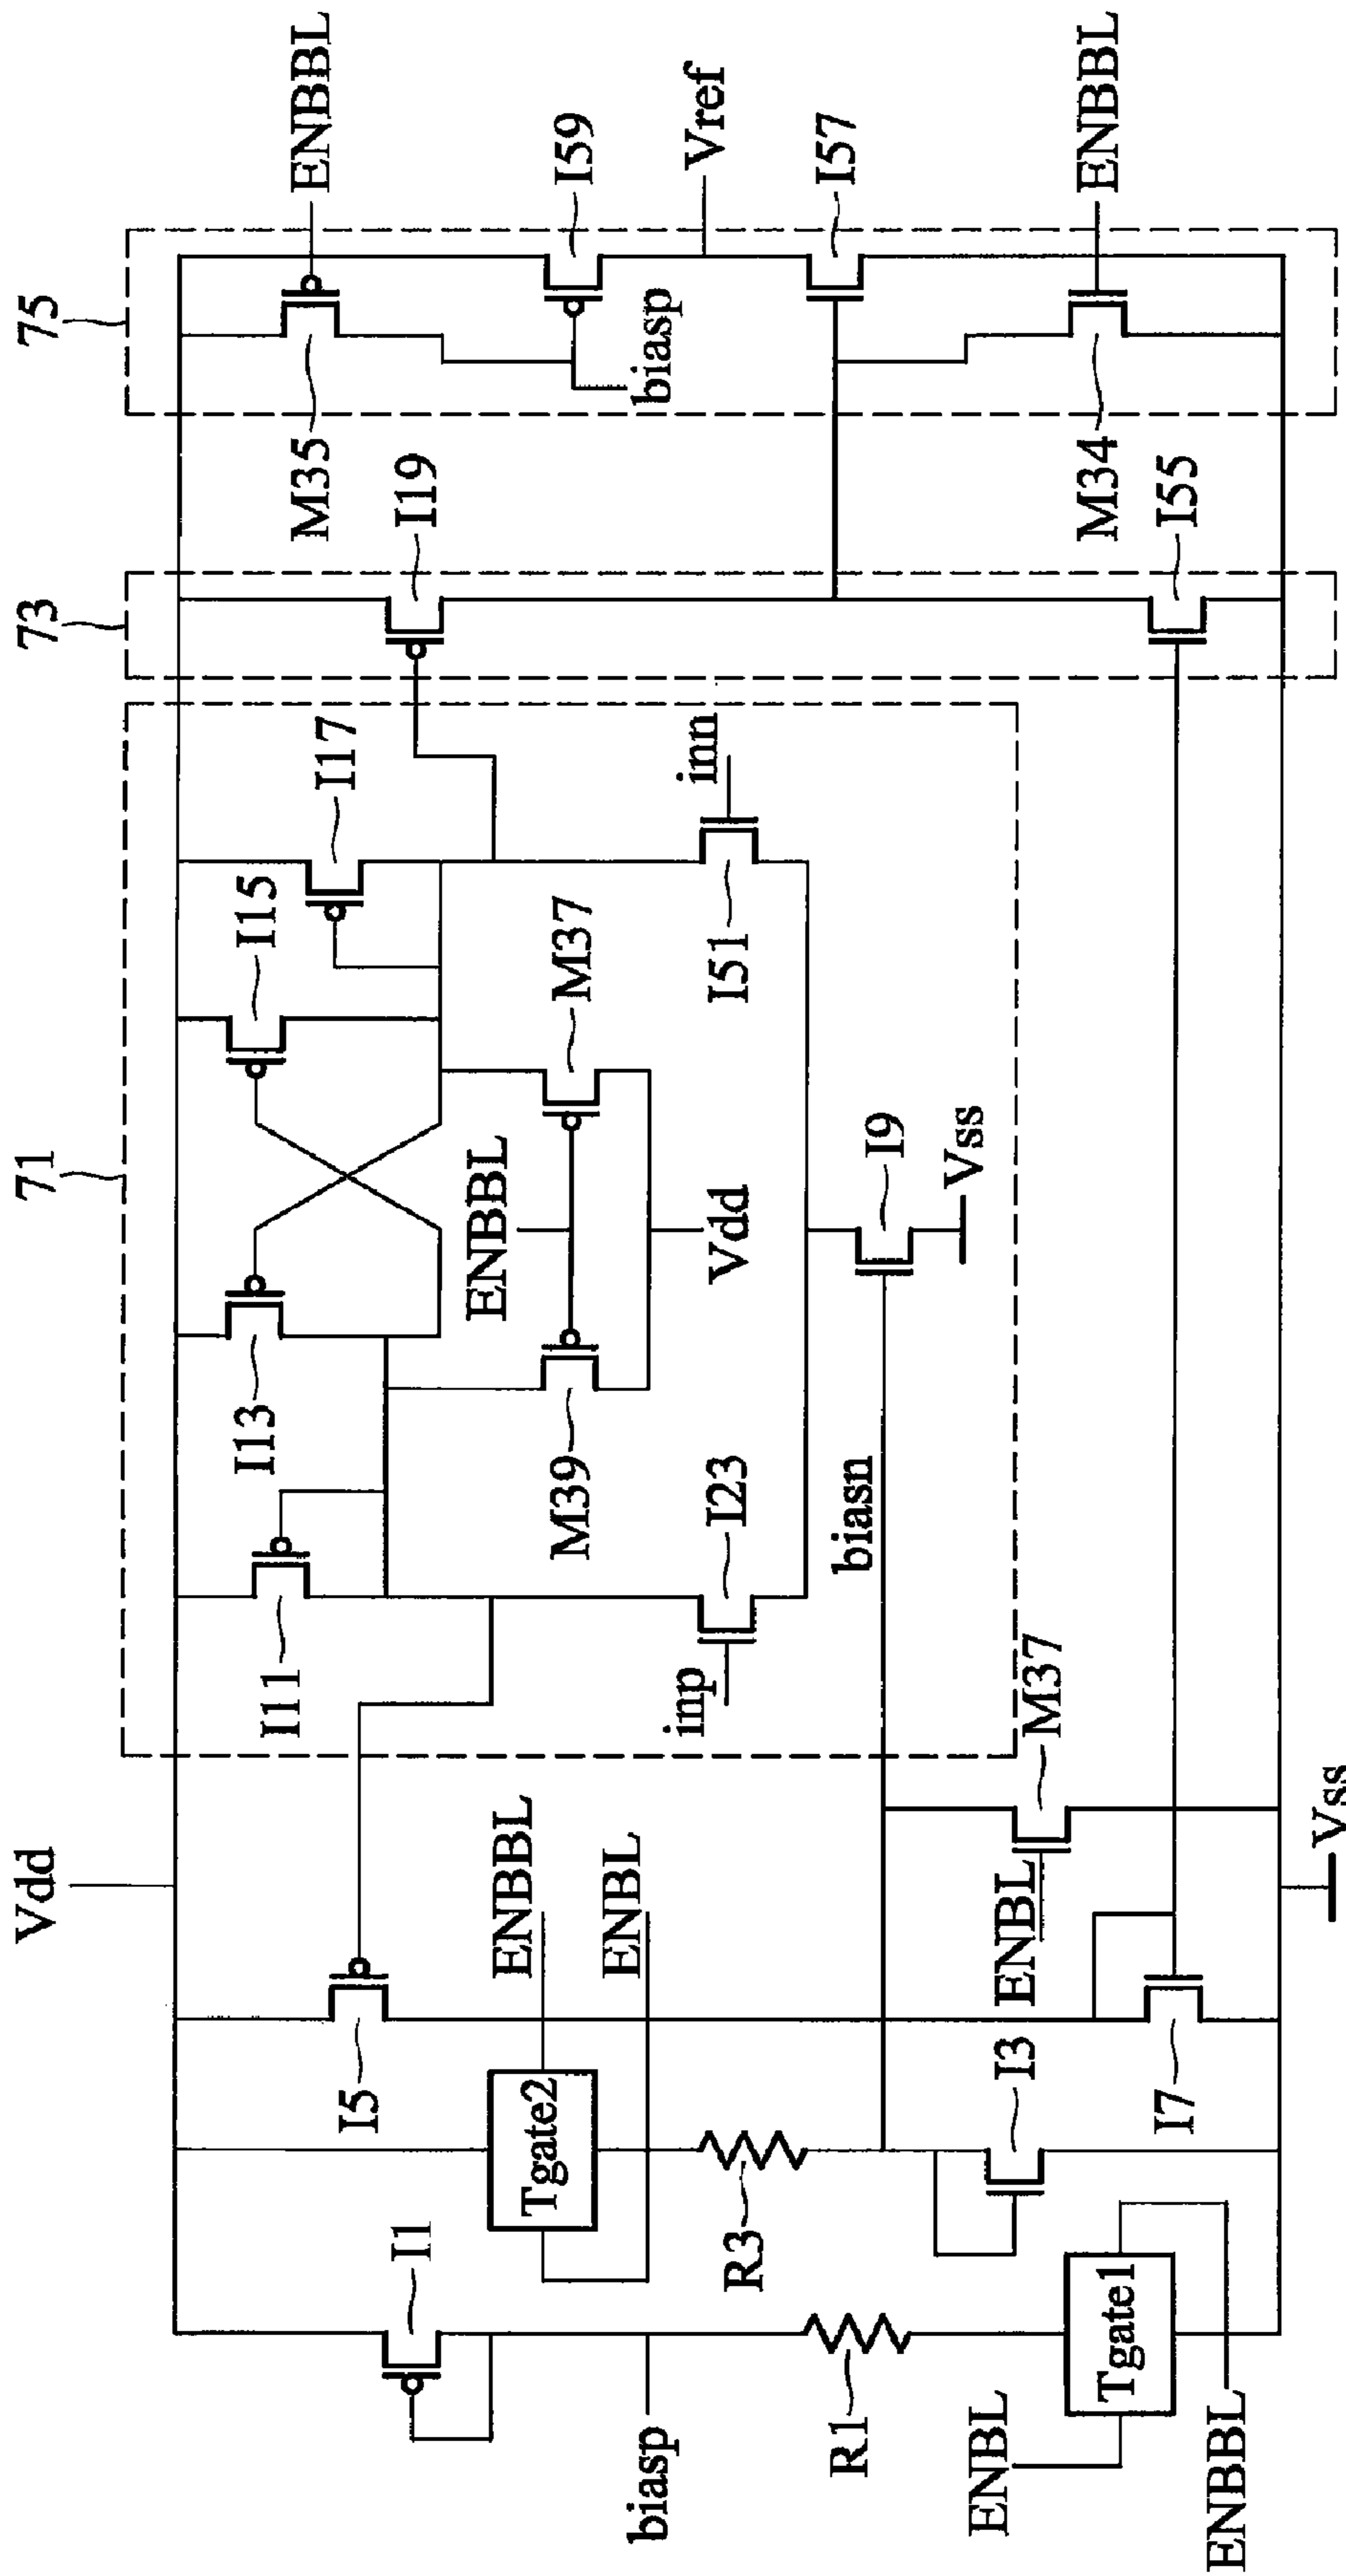 Vdd
71
73
75
I1
Tgate2
ENBBL
ENBL
I5
I11
I13
I15
I17
ENBBL
M39
M37
Vdd
inp
I23
I51
inn
biasn
I9
Vss
I19
M35
ENBBL
I59
biasp
Vref
I57
M34
ENBBL
I55
biasp
R1
R3
ENBL
Tgate1
ENBBL
I3
I7
ENBL
M37
Vss